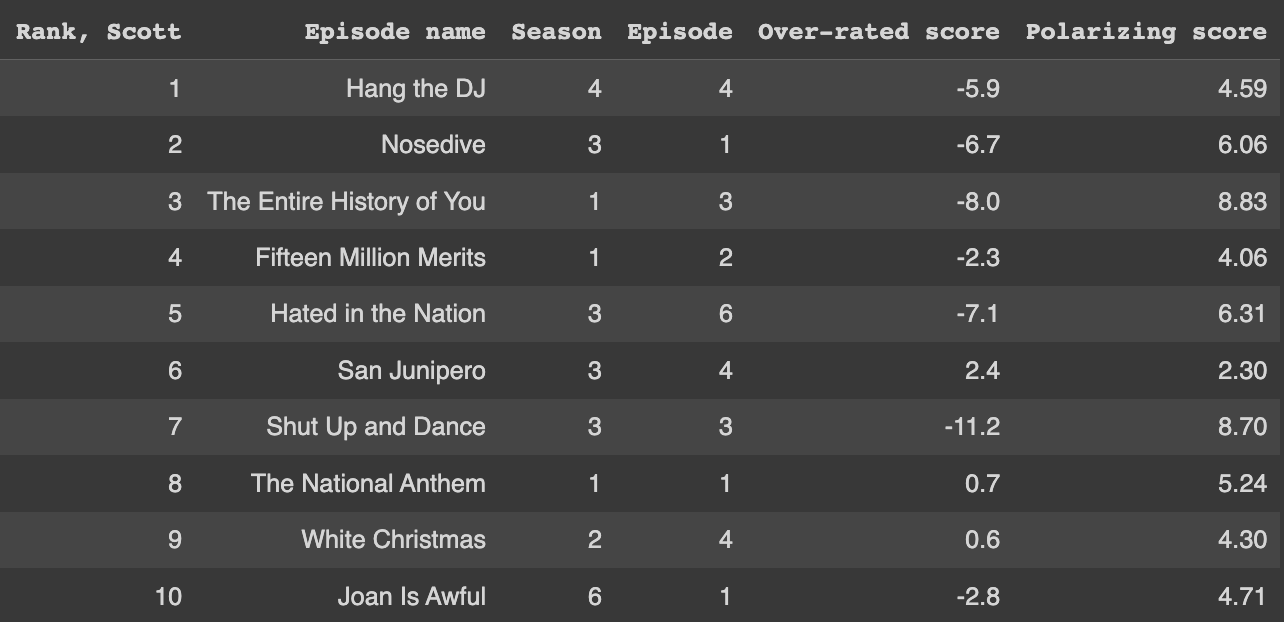 Rank, Scott Episode name Season Episode Over-rated score Polarizing score
1 Hang the DJ 4 4 -5.9 4.59
2 Nosedive 3 1 -6.7 6.06
3 The Entire History of You 1 3 -8.0 8.83
4 Fifteen Million Merits 1 2 -2.3 4.06
5 Hated in the Nation 3 6 -7.1 6.31
6 San Junipero 3 4 2.4 2.30
7 Shut Up and Dance 3 3 -11.2 8.70
8 The National Anthem 1 1 0.7 5.24
9 White Christmas 2 4 0.6 4.30
10 Joan Is Awful 6 1 -2.8 4.71